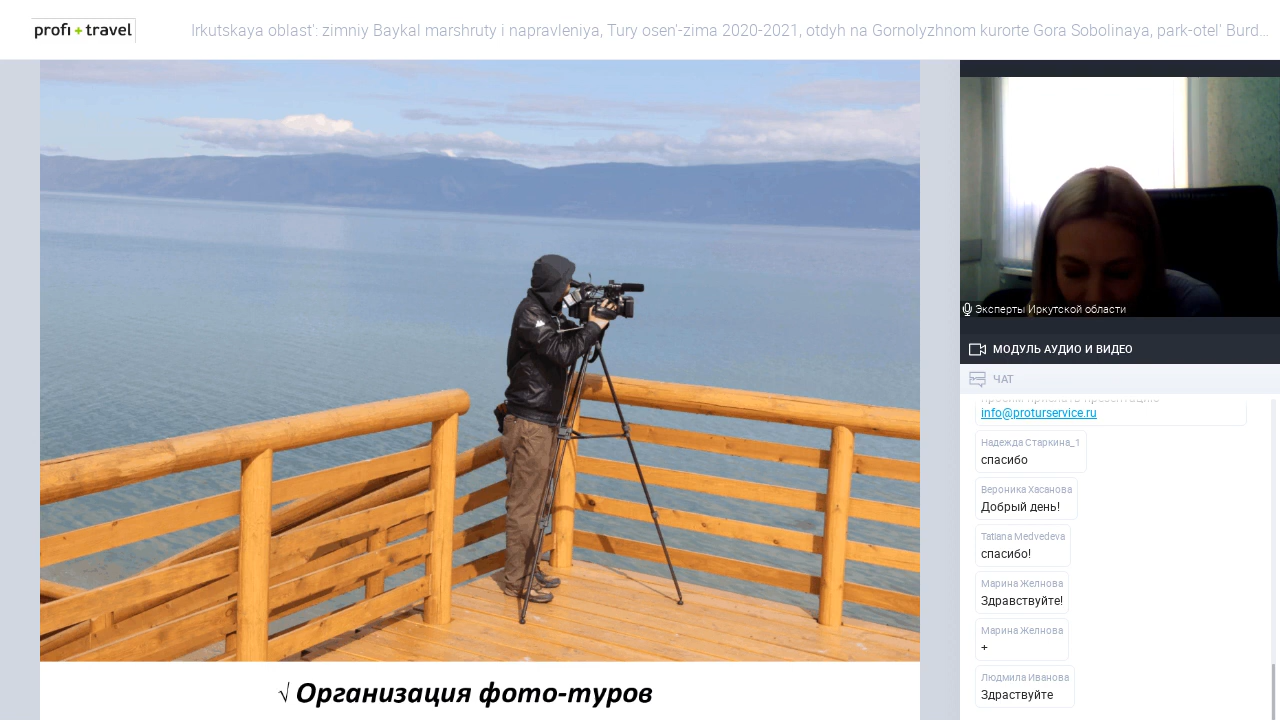 profi + travel
Irkutskaya oblast': zimniy Baykal marshruty i napravleniya, Tury osen'-zima 2020-2021, otdyh na Gornolyzhnom kurorte Gora Sobolinaya, park-otel' Burd...
Эксперты Иркутской области
МОДУЛЬ АУДИО И ВИДЕО
ЧАТ
info@proturservice.ru
Надежда Старкина_1
спасибо
Вероника Хасанова
Добрый день!
Tatiana Medvedeva
спасибо!
Марина Желнова
Здравствуйте!
Марина Желнова
+
Людмила Иванова
Здраствуйте
√ Организация фото-туров